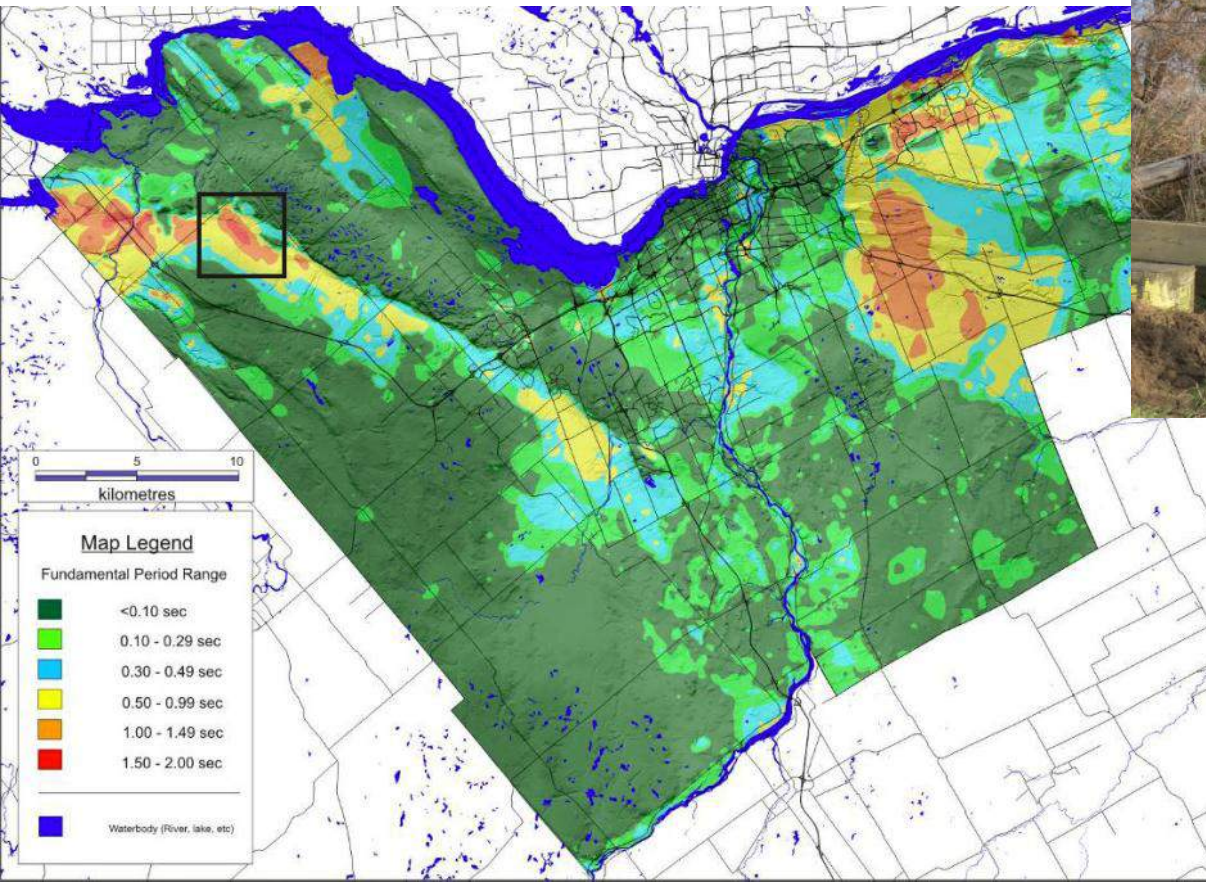 0 5 10
kilometres
Map Legend
Fundamental Period Range
<0.10 sec
0.10 - 0.29 sec
0.30 - 0.49 sec
0.50 - 0.99 sec
1.00 - 1.49 sec
1.50 - 2.00 sec
Waterbody (River, lake, etc)